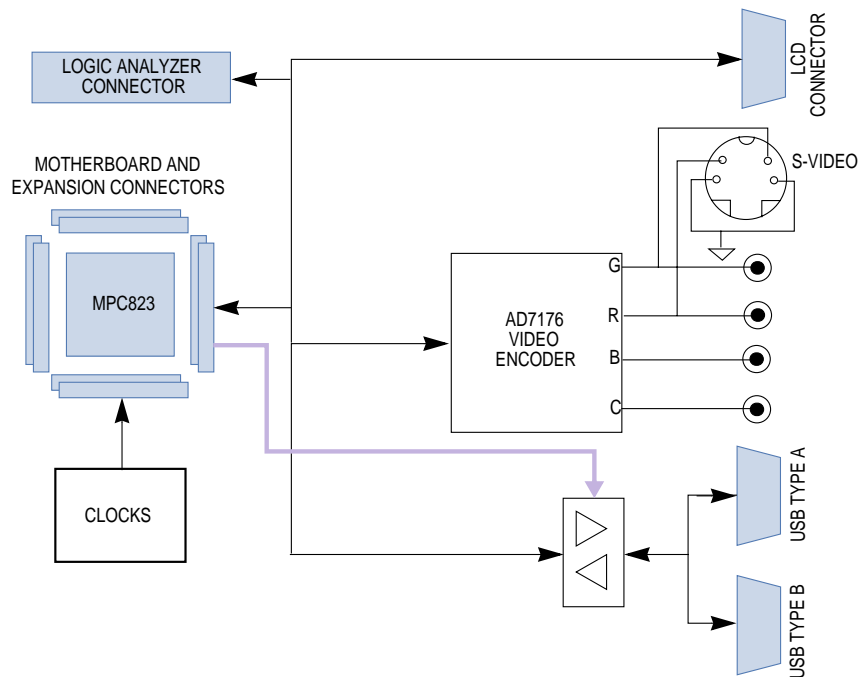 LOGIC ANALYZER
CONNECTOR
LCD
CONNECTOR
MOTHERBOARD AND
EXPANSION CONNECTORS
S-VIDEO
MPC823
AD7176
VIDEO
ENCODER
G
R
B
C
CLOCKS
USB TYPE A
USB TYPE B